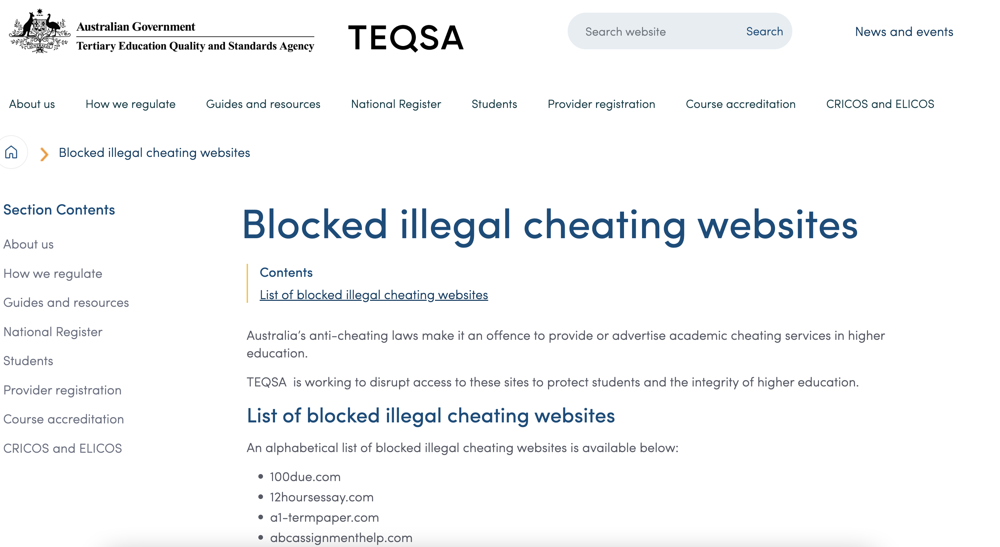 Australian Government
Tertiary Education Quality and Standards Agency
AUSTRALIA
TEQSA
Search website
Search
News and events
About us
How we regulate
Guides and resources
National Register
Students
Provider registration
Course accreditation
CRICOS and ELICOS
Blocked illegal cheating websites
Section Contents
About us
How we regulate
Guides and resources
National Register
Students
Provider registration
Course accreditation
CRICOS and ELICOS
Blocked illegal cheating websites
Contents
List of blocked illegal cheating websites
Australia’s anti-cheating laws make it an offence to provide or advertise academic cheating services in higher
education.
TEQSA  is working to disrupt access to these sites to protect students and the integrity of higher education.
List of blocked illegal cheating websites
An alphabetical list of blocked illegal cheating websites is available below:
• 100due.com
• 12hoursessay.com
• a1-termpaper.com
• abcassignmenthelp.com